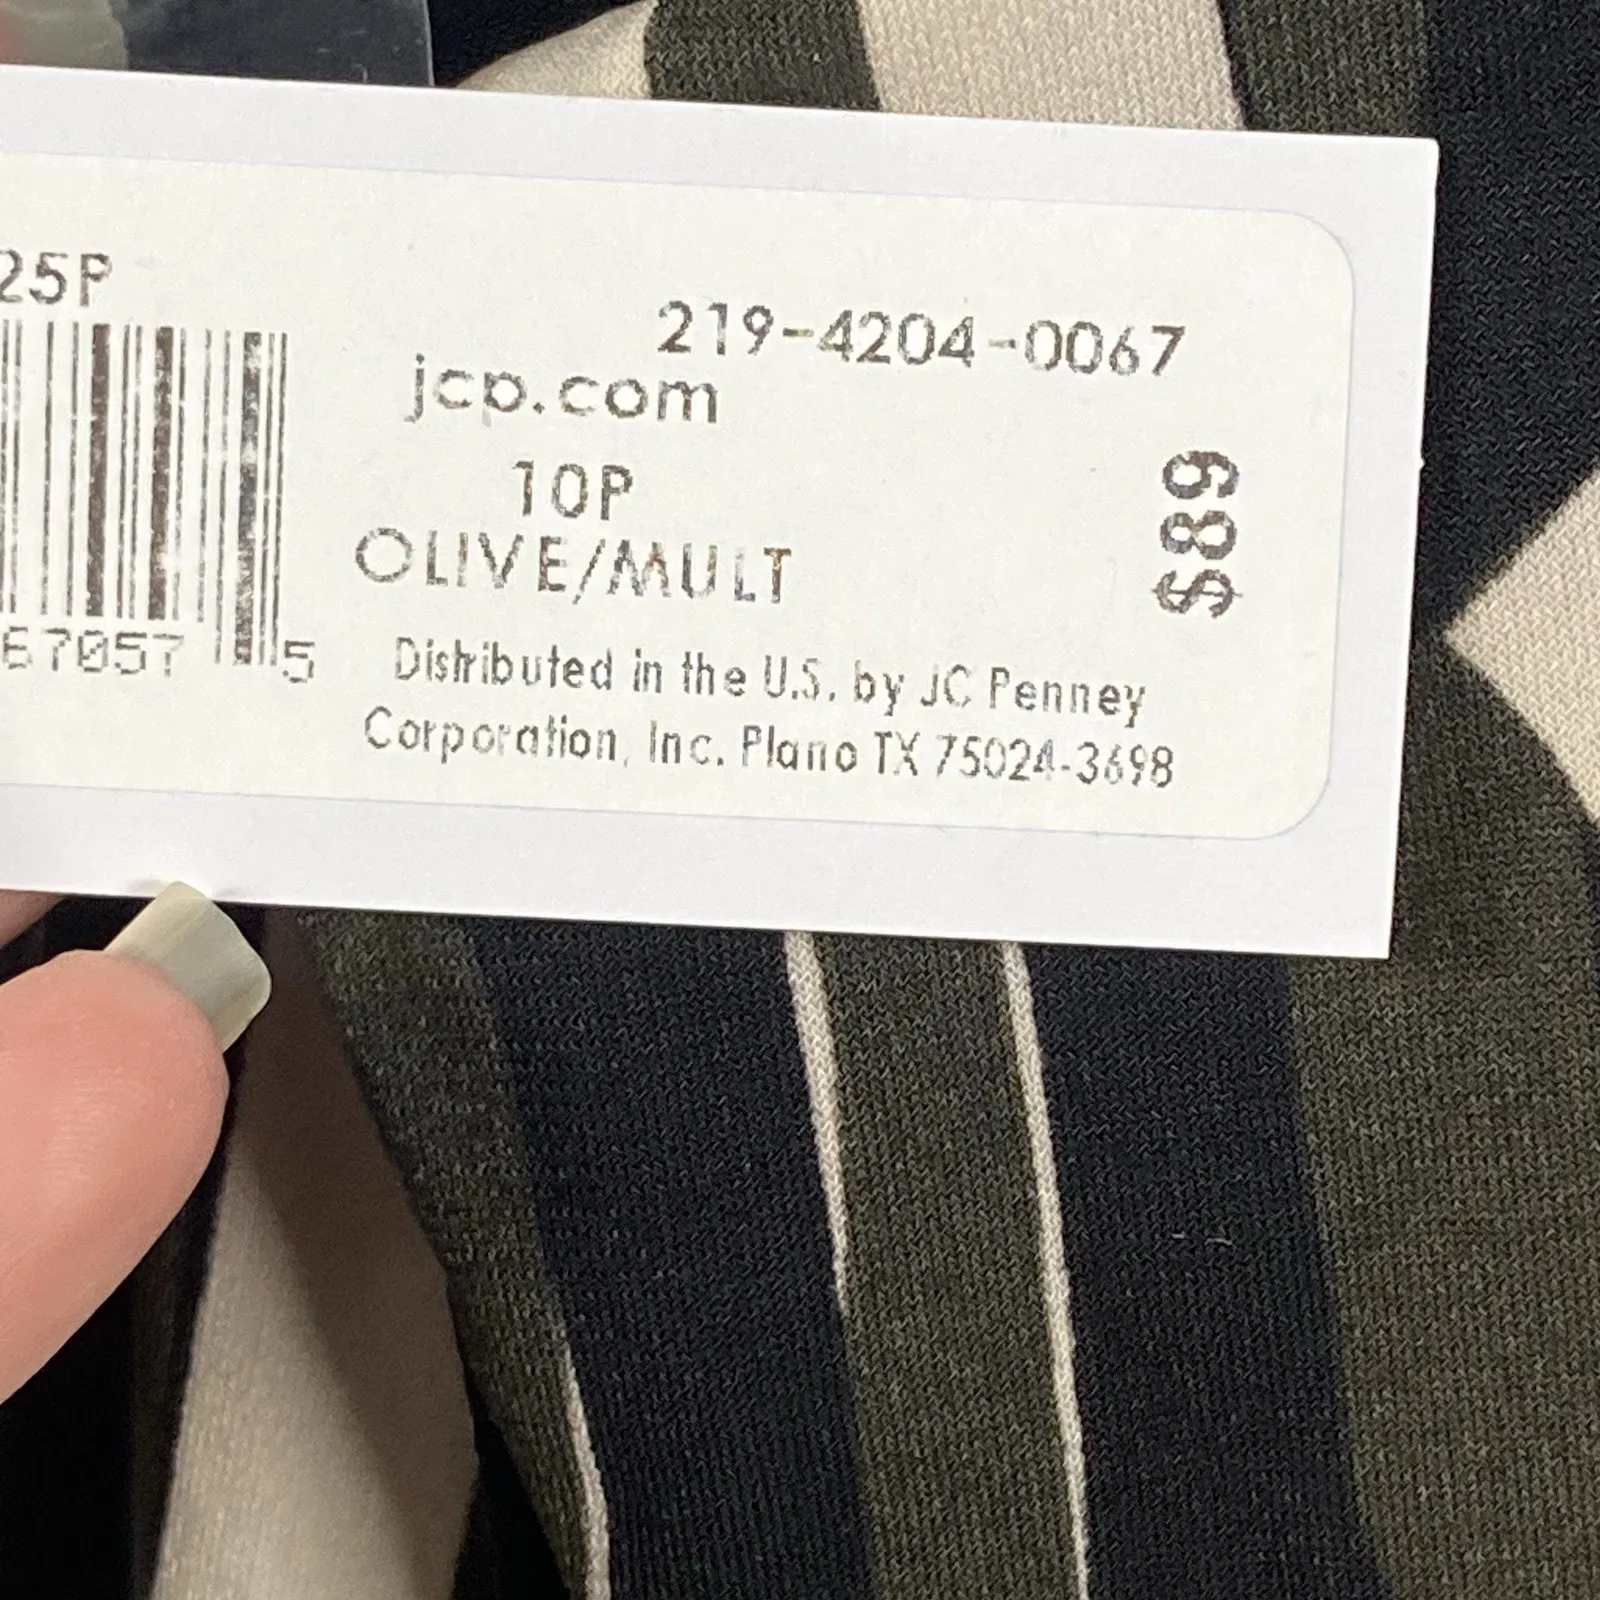 25P
219-4204-0067
jcp.com
10P
OLIVE/MULT
$89
67057 5
Distributed in the U.S. by JC Penney
Corporation, Inc. Plano TX 75024-3698